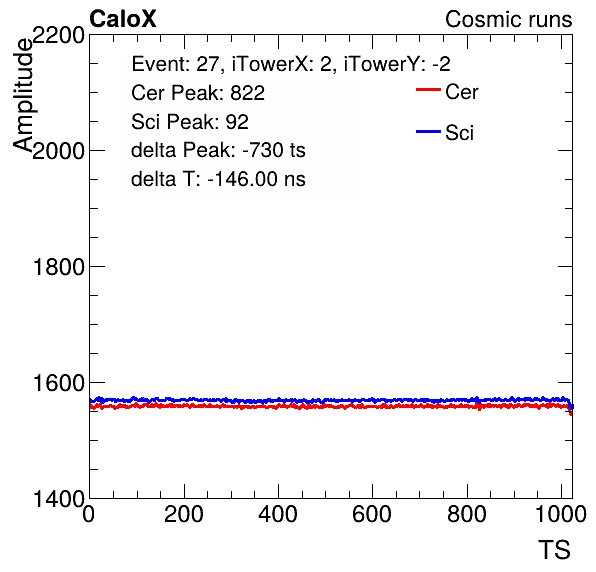 CaloX Cosmic runs
Amplitude
Event: 27, iTowerX: 2, iTowerY: -2
Cer Peak: 822
Sci Peak: 92
delta Peak: -730 ts
delta T: -146.00 ns
Cer
Sci
2200
2000
1800
1600
1400
0 200 400 600 800 1000
TS